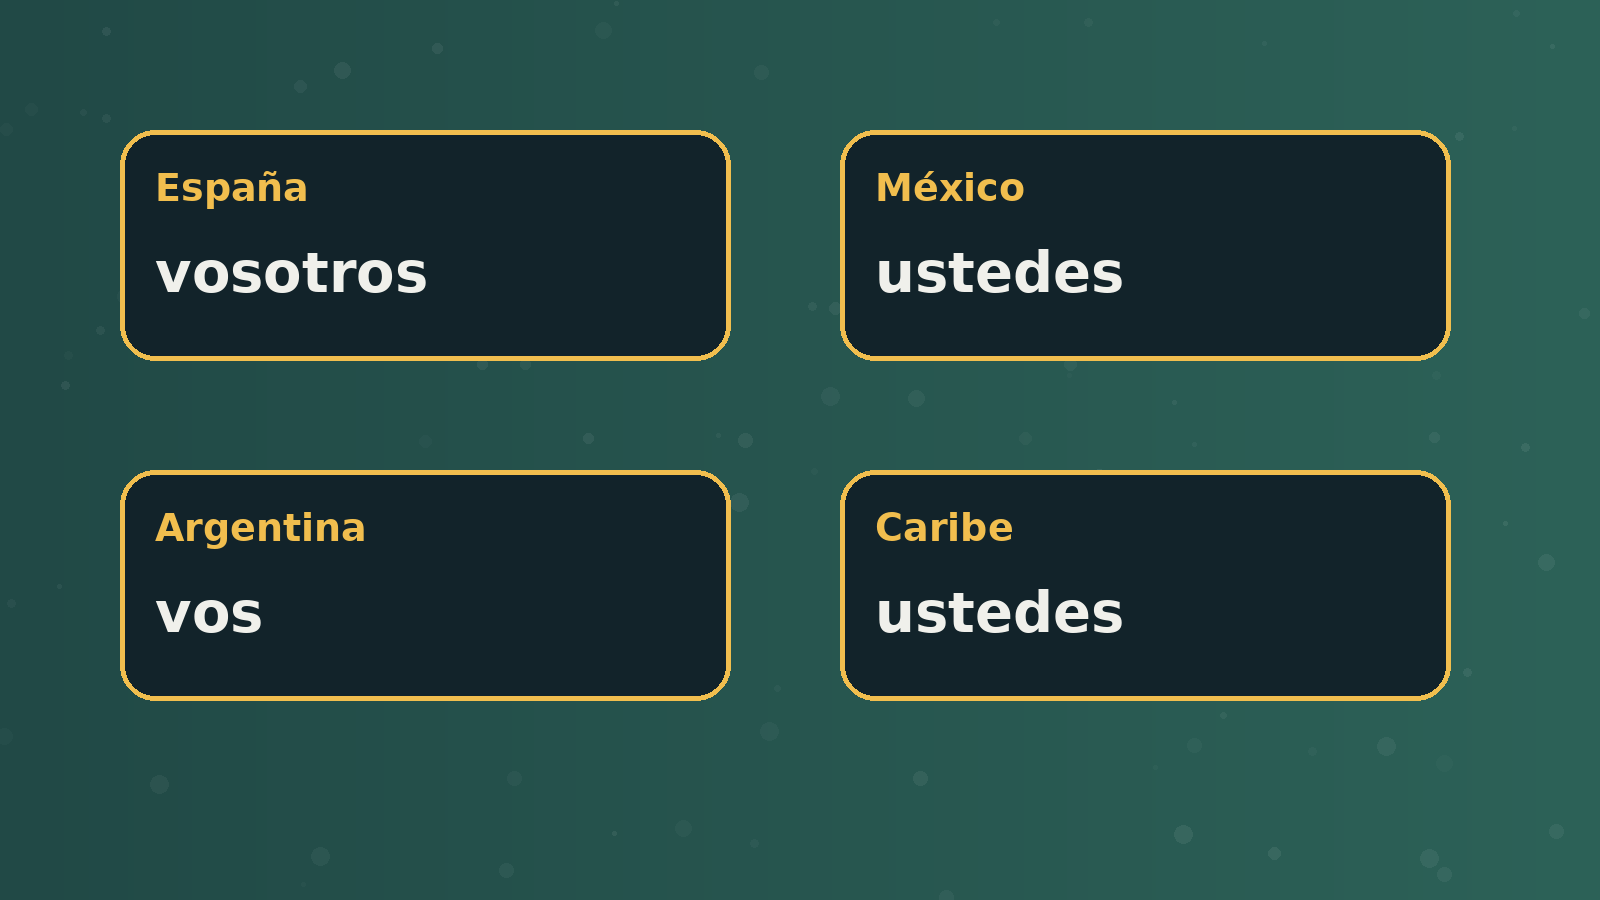 España
vosotros
México
ustedes
Argentina
vos
Caribe
ustedes